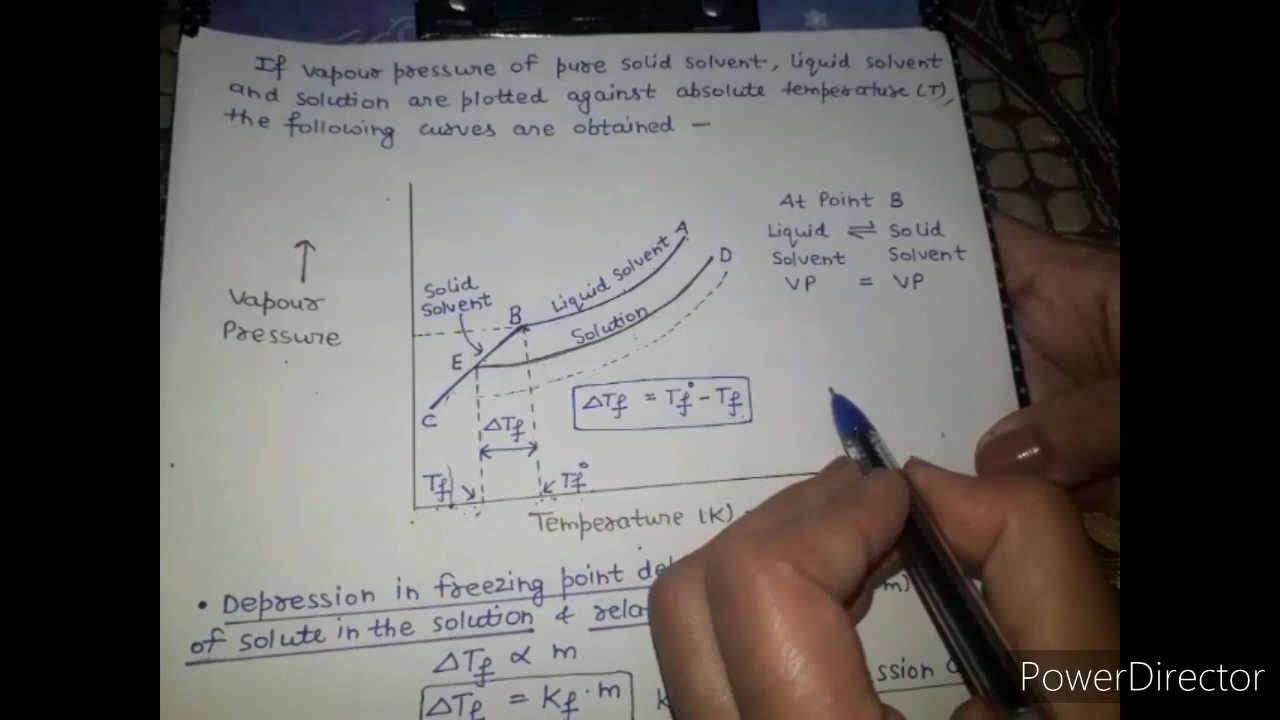 If vapour pressure of pure solid solvent, liquid solvent
and solution are plotted against absolute temperature (T),
the following curves are obtained —
At Point B
Liquid ⇌ Solid
Solvent Solvent
VP = VP
↑
Vapour
Pressure
Solid
Solvent
Liquid Solvent
Solution
A
D
B
E
C
ΔTf = Tf° - Tf
ΔTf
Tf
Tf°
Temperature (K)
• Depression in freezing point
m)
of solute in the solution &
ΔTf ∝ m
ΔTf = Kf · m
PowerDirector